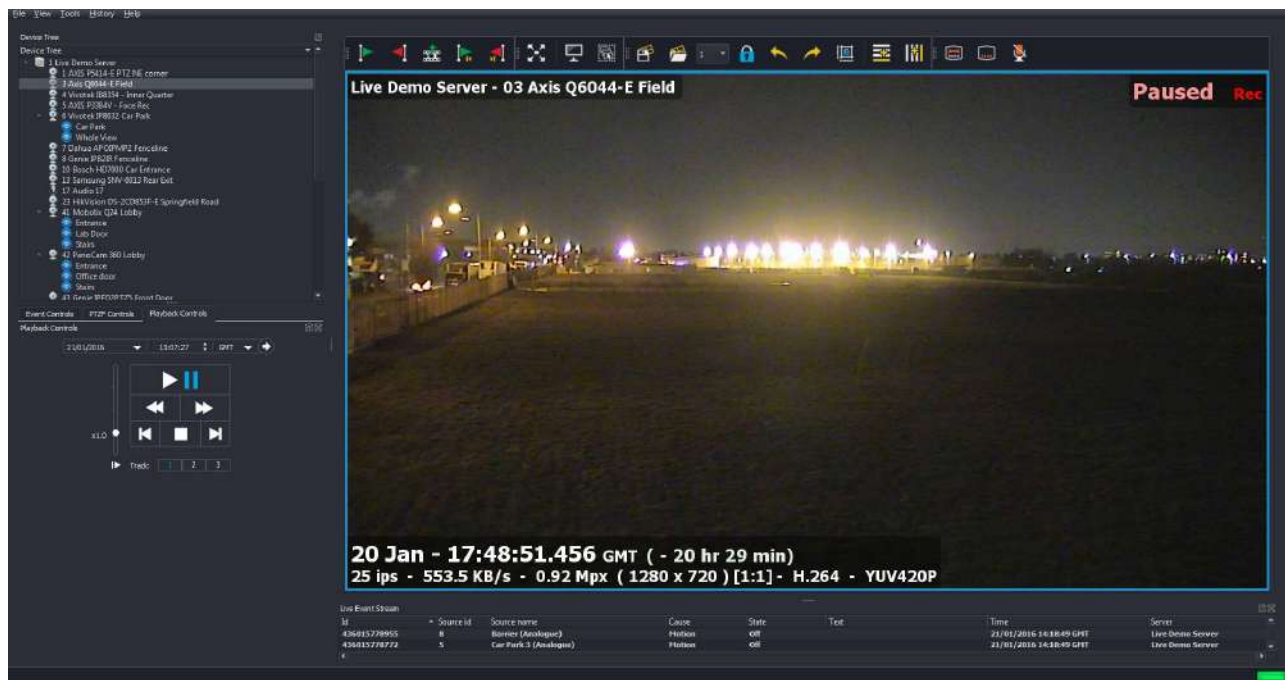 File View Tools History Help
Device Tree
Device Tree
1 Live Demo Server
1 AXIS P5414-E PTZ NE corner
3 Axis Q6044-E Field
4 Vivotek IB8354 - Inner Quarter
5 AXIS P3384V - Face Rec
6 Vivotek IP8632 Car Park
Car Park
Whole View
7 Dahua AP0IPMP2 Fenceline
8 Genie IPB2IR Fenceline
10 Bosch HD7000 Car Entrance
13 Samsung SNV-6013 Rear Exit
17 Audio 17
23 HikVision DS-2CD853F-E Springfield Road
41 Mobotix Q24 Lobby
Entrance
Lab Door
Stairs
42 PanoCam 360 Lobby
Entrance
Office door
Stairs
Event Controls PTZF Controls Playback Controls
Playback Controls
21/01/2016 13:07:27 GMT
x1.0
Track: 1 2 3
Live Demo Server - 03 Axis Q6044-E Field
Paused Rec
20 Jan - 17:48:51.456 GMT ( - 20 hr 29 min)
25 ips - 553.5 KB/s - 0.92 Mpx ( 1280 x 720 ) [1:1] - H.264 - YUV420P
Live Event Stream
Id Source id Source name Cause State Text Time Server
436015778955 8 Barrier (Analogue) Motion Off 21/01/2016 14:18:49 GMT Live Demo Server
436015778772 5 Car Park 3 (Analogue) Motion Off 21/01/2016 14:18:49 GMT Live Demo Server